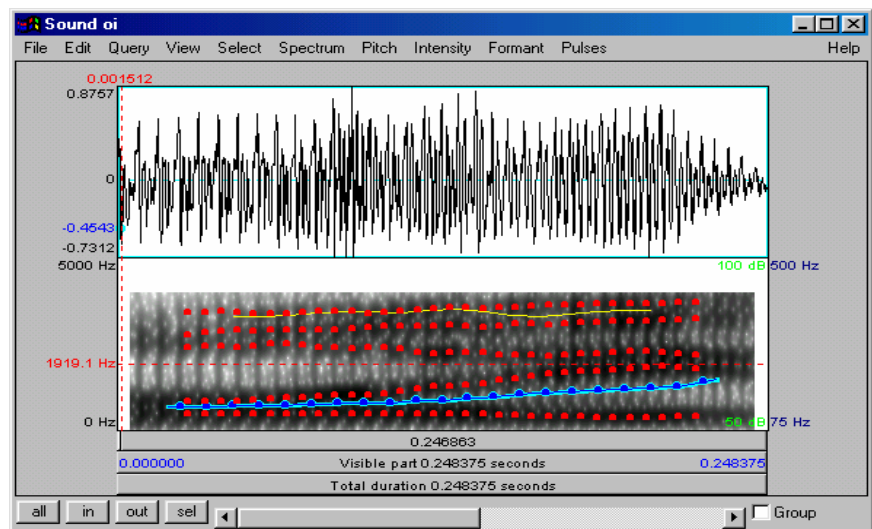 Sound oi
File Edit Query View Select Spectrum Pitch Intensity Formant Pulses Help
0.001512
0.8757
0
-0.4543
-0.7312
5000 Hz 100 dB 500 Hz
1919.1 Hz
0 Hz 50 dB 75 Hz
0.246863
0.000000 Visible part 0.248375 seconds 0.248375
Total duration 0.248375 seconds
all in out sel Group